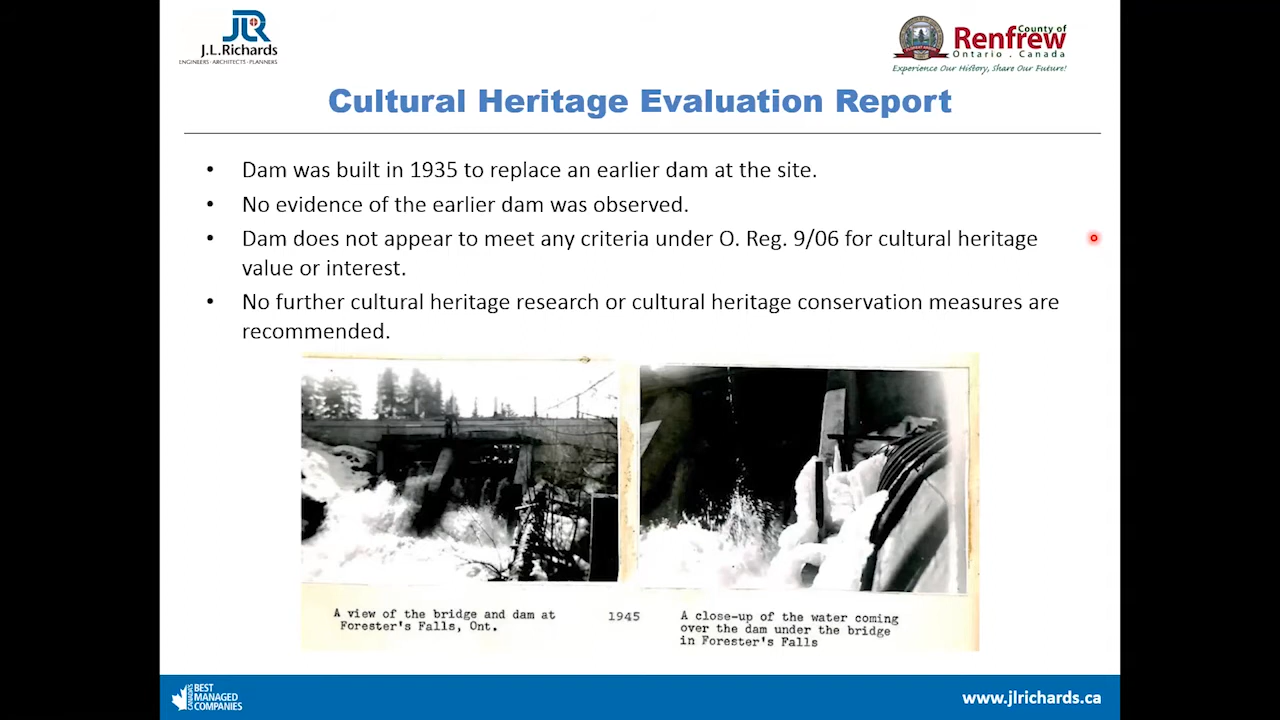 JLR
J.L.Richards
ENGINEERS·ARCHITECTS·PLANNERS
County of
Renfrew
Ontario . Canada
Experience Our History, Share Our Future!
Cultural Heritage Evaluation Report
• Dam was built in 1935 to replace an earlier dam at the site.
• No evidence of the earlier dam was observed.
• Dam does not appear to meet any criteria under O. Reg. 9/06 for cultural heritage
value or interest.
• No further cultural heritage research or cultural heritage conservation measures are
recommended.
A view of the bridge and dam at
Forester's Falls, Ont.
1945
A close-up of the water coming
over the dam under the bridge
in Forester's Falls
CANADA'S
BEST
MANAGED
COMPANIES
www.jlrichards.ca